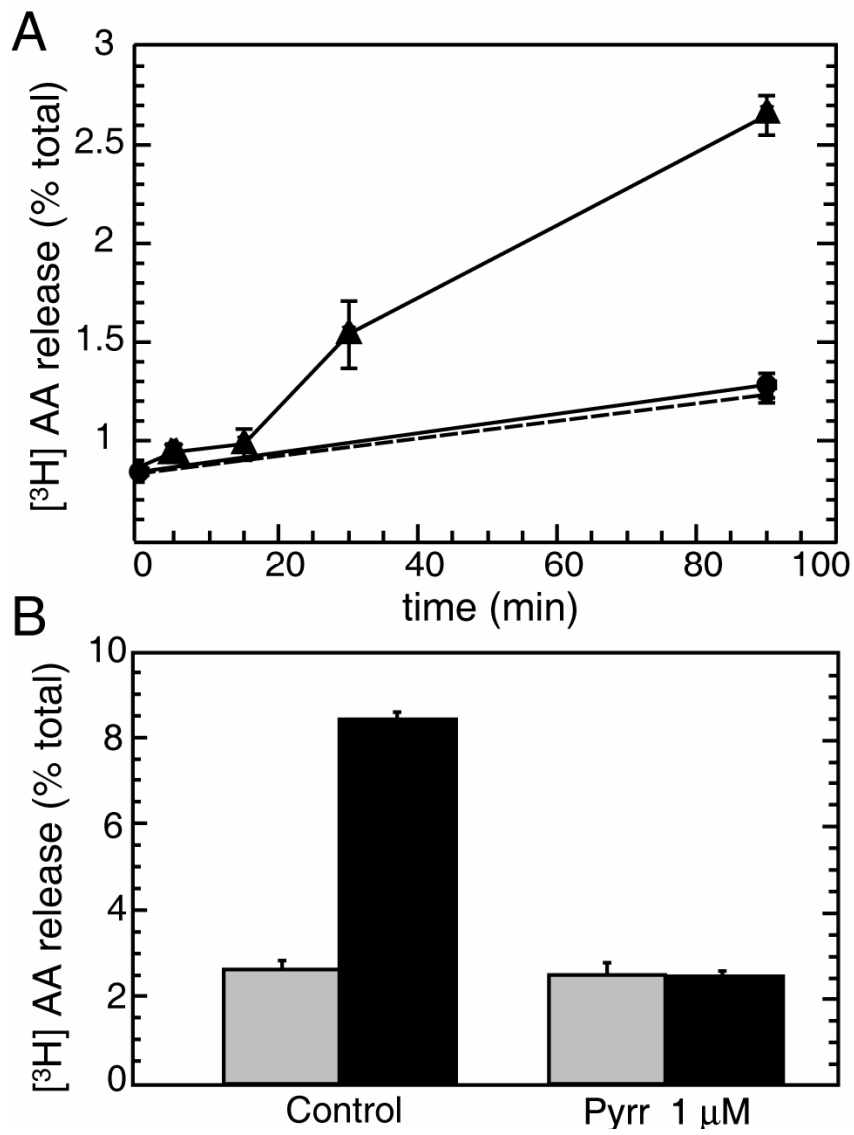 A
[³H] AA release (% total)
3
2.5
2
1.5
1
0 20 40 60 80 100
time (min)
B
[³H] AA release (% total)
10
8
6
4
2
0
Control Pyrr 1 μM